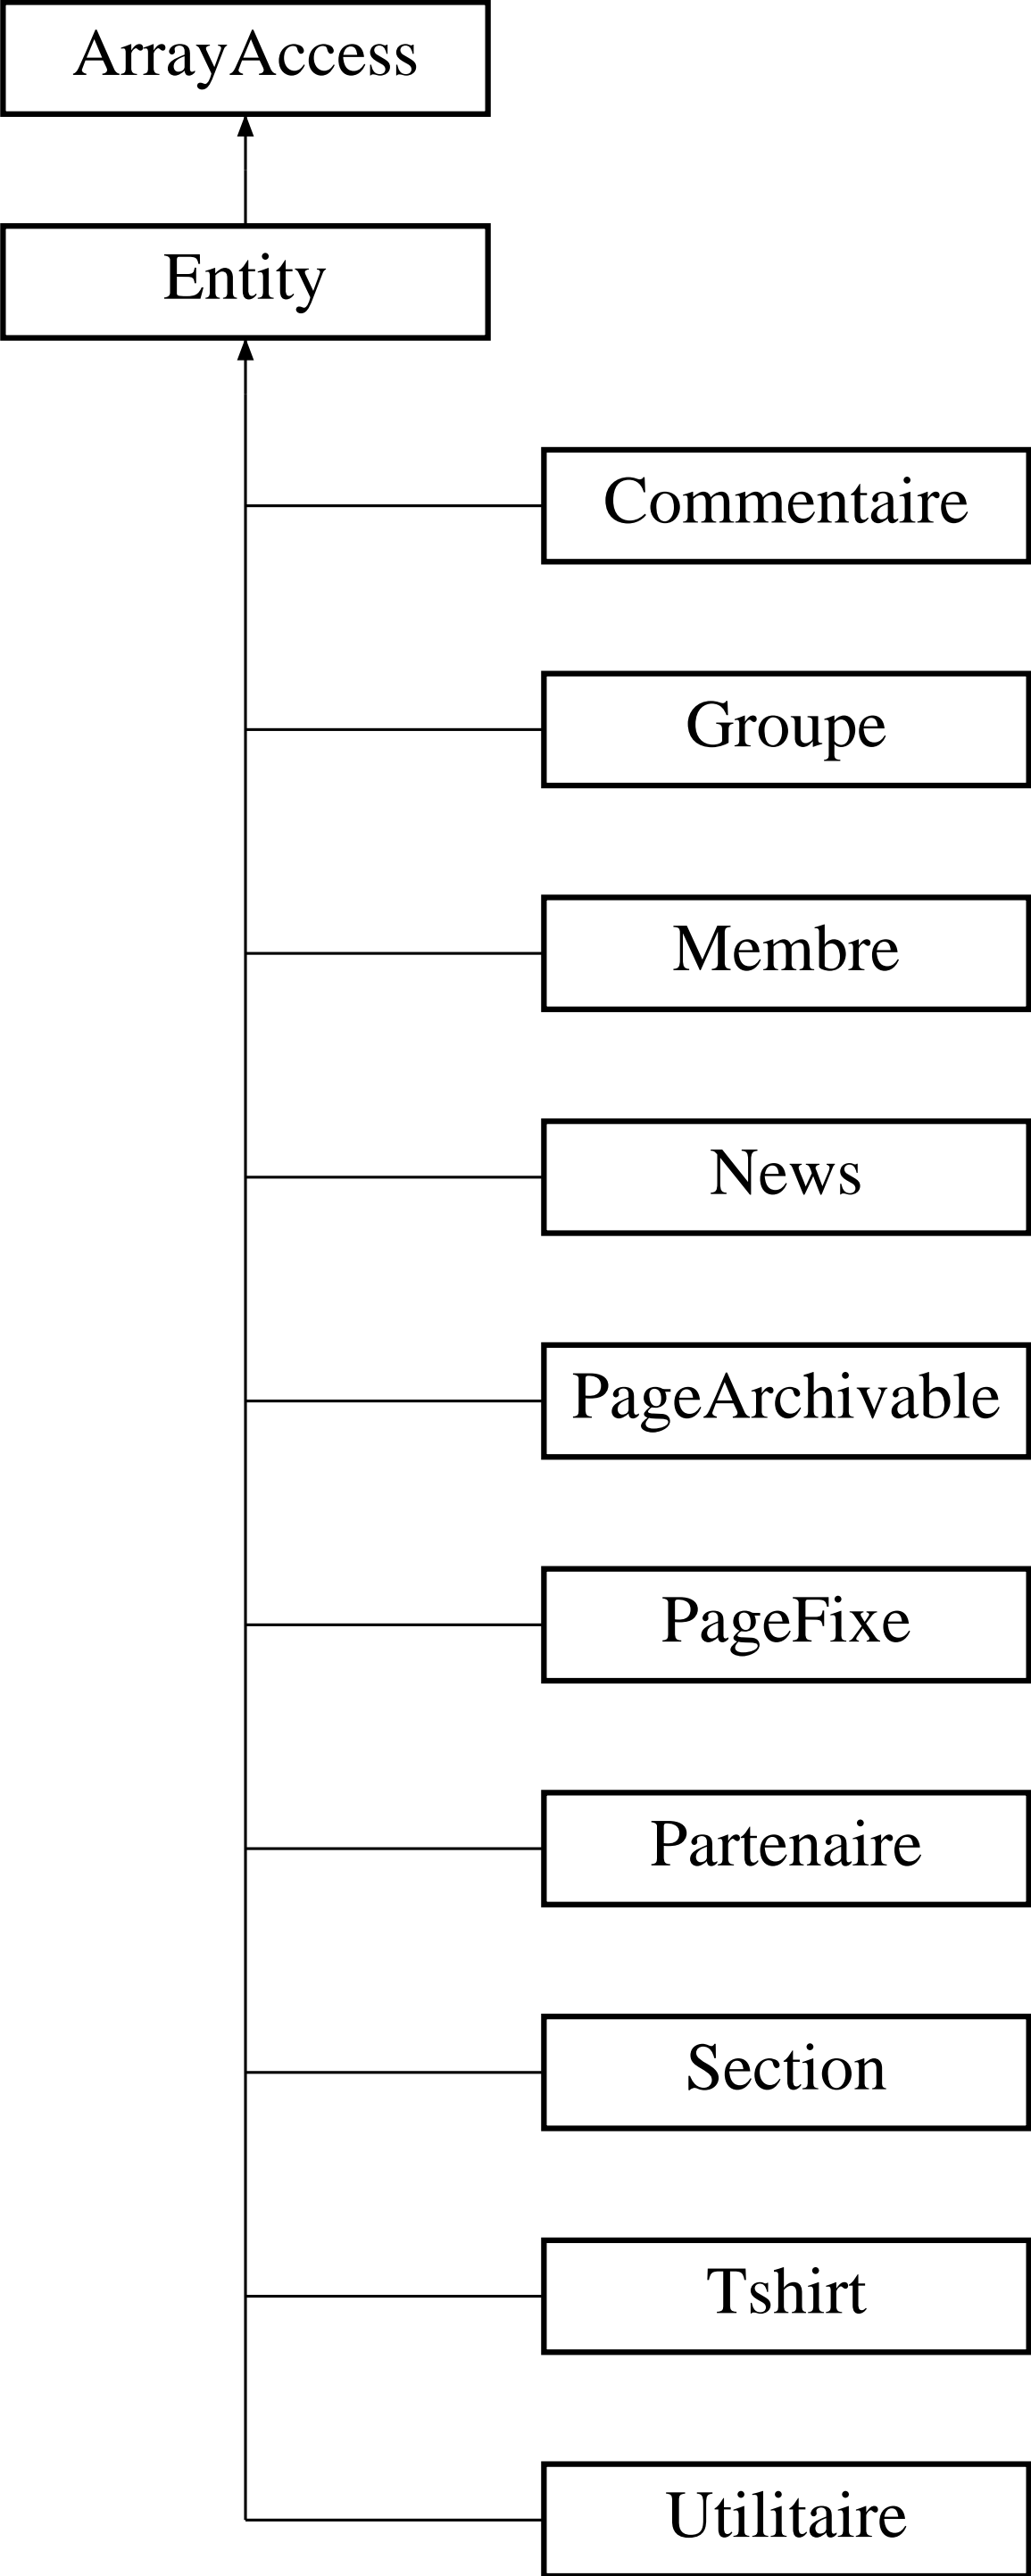 ArrayAccess
Entity
Commentaire
Groupe
Membre
News
PageArchivable
PageFixe
Partenaire
Section
Tshirt
Utilitaire